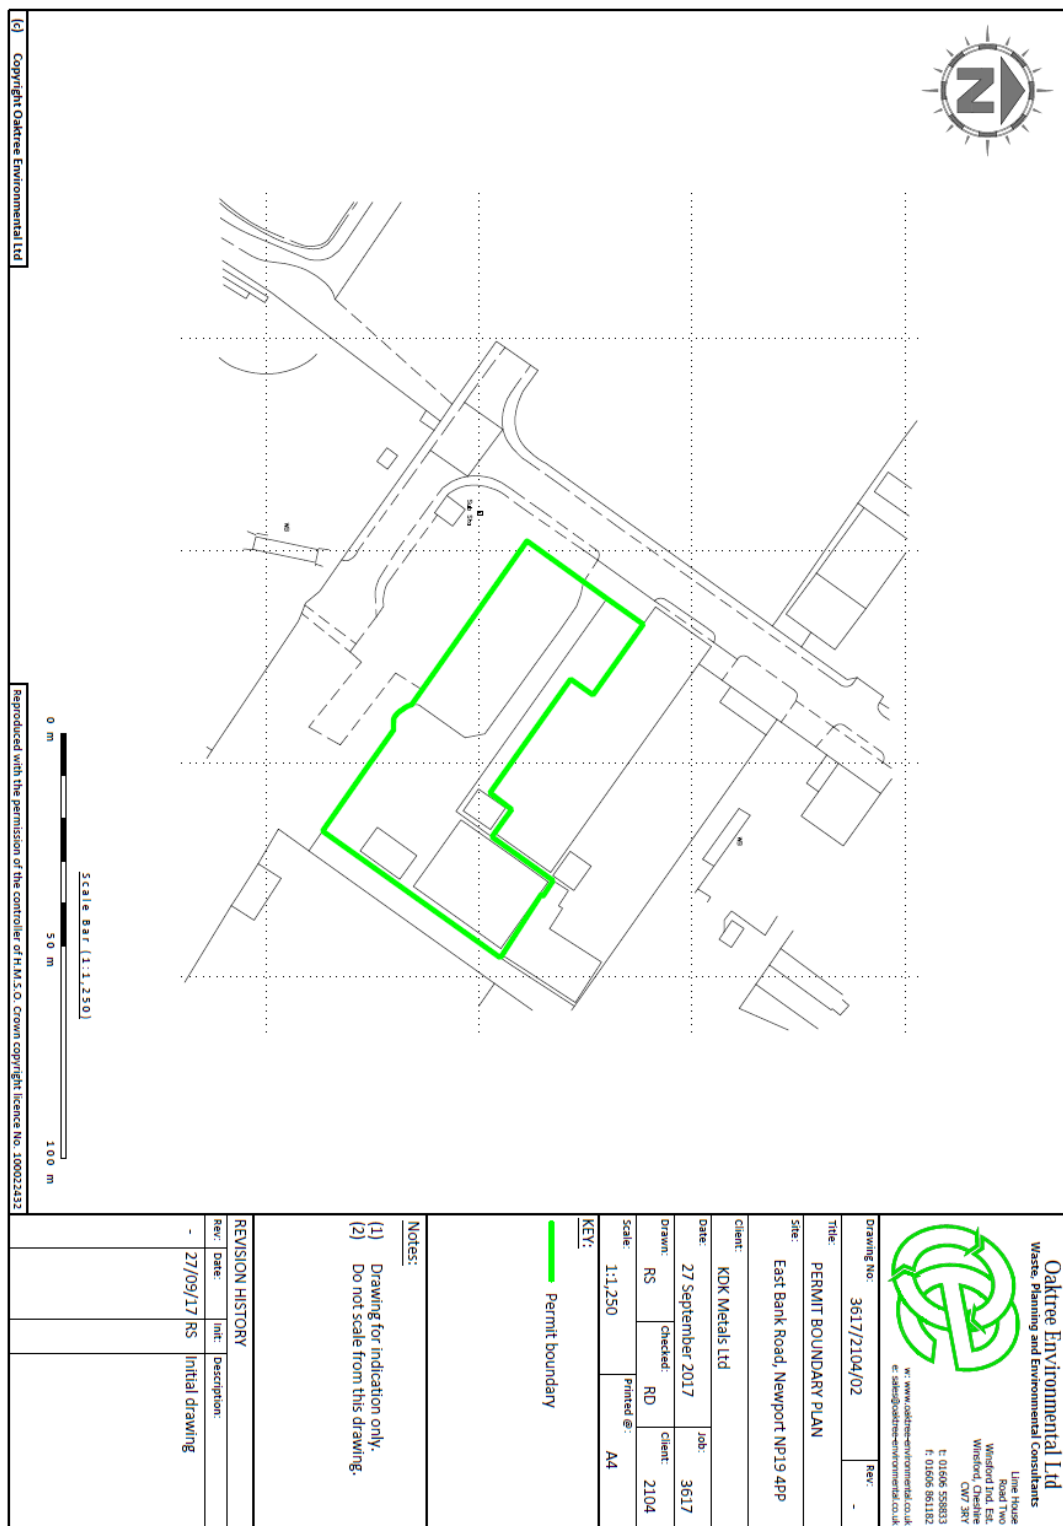 Oaktree Environmental Ltd
Waste, Planning and Environmental Consultants
Lime House
Road Two
Winsford Ind. Est.
Winsford, Cheshire
CW7 3RY
t: 01606 558833
f: 01606 861182
w: www.oaktree-environmental.co.uk
e: sales@oaktree-environmental.co.uk
Drawing No: 3617/2104/02 Rev: -
Title: PERMIT BOUNDARY PLAN
Site: East Bank Road, Newport NP19 4PP
Client: KDK Metals Ltd
Date: 27 September 2017 Job: 3617
Drawn: RS Checked: RD Client: 2104
Scale: 1:1,250 Printed @: A4
KEY:
Permit boundary
Notes:
(1) Drawing for indication only.
(2) Do not scale from this drawing.
REVISION HISTORY
Rev: Date: Init: Description:
- 27/09/17 RS Initial drawing
N
Sub Sta
WB
WB
Scale Bar (1:1,250)
0 m 50 m 100 m
(c) Copyright Oaktree Environmental Ltd
Reproduced with the permission of the controller of H.M.S.O. Crown copyright licence No. 100022432